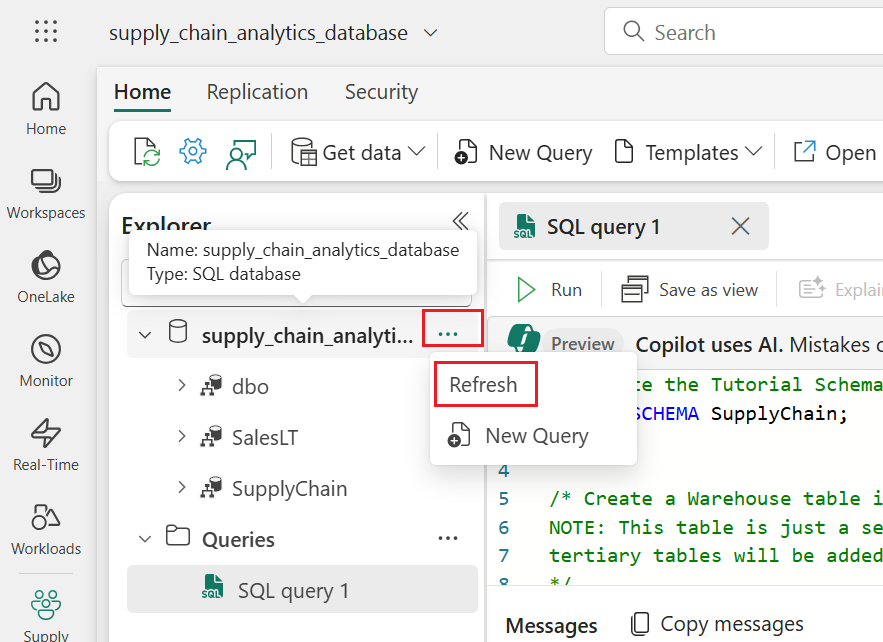 supply_chain_analytics_database
Search
Home
Replication
Security
Get data
New Query
Templates
Open
Home
Workspaces
OneLake
Monitor
Real-Time
Workloads
Supply
Explorer
Name: supply_chain_analytics_database
Type: SQL database
supply_chain_analyti... ...
dbo
SalesLT
SupplyChain
Queries ...
SQL
SQL query 1
Refresh
New Query
SQL
SQL query 1
Run
Save as view
Explai
Preview
Copilot uses AI. Mistakes
te the Tutorial Schema
SCHEMA SupplyChain;
4
5 /* Create a Warehouse table i
6 NOTE: This table is just a se
7 tertiary tables will be added
8 */
Messages
Copy messages